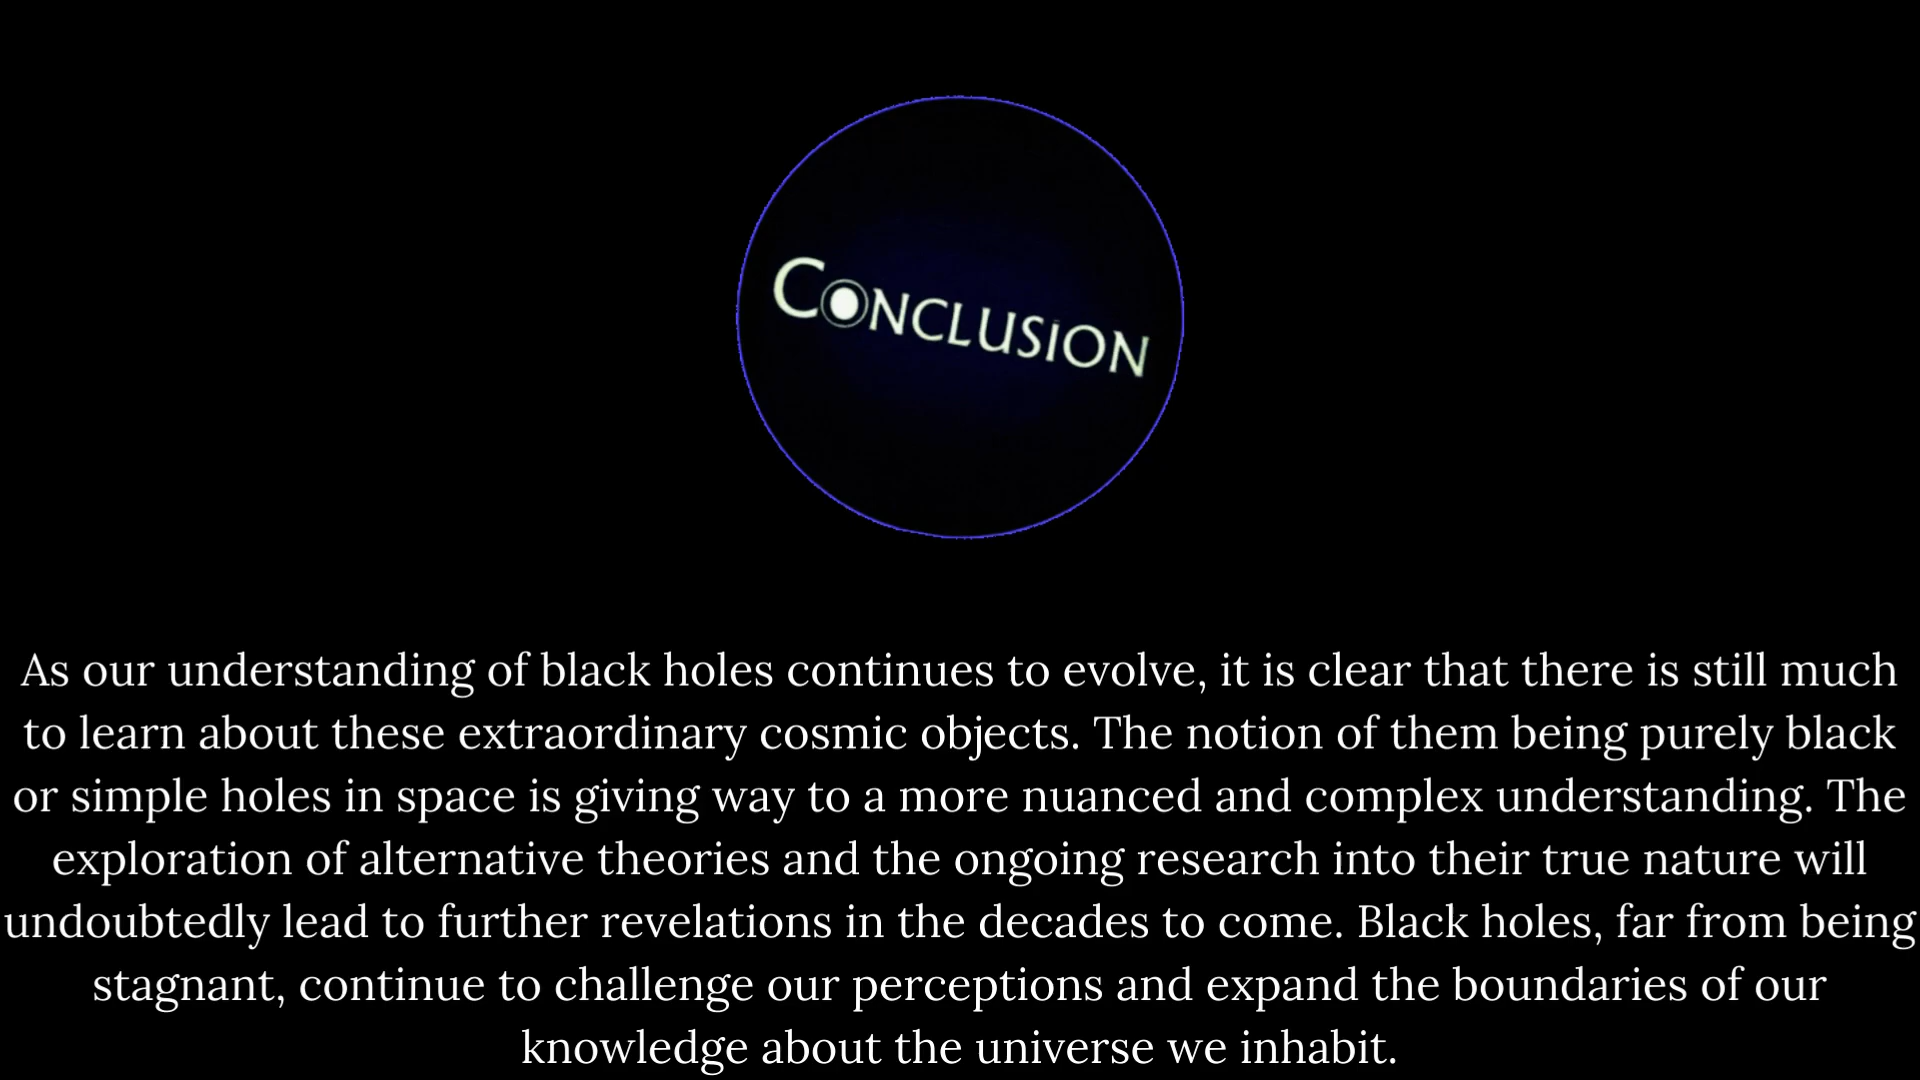 CONCLUSION
As our understanding of black holes continues to evolve, it is clear that there is still much
to learn about these extraordinary cosmic objects. The notion of them being purely black
or simple holes in space is giving way to a more nuanced and complex understanding. The
exploration of alternative theories and the ongoing research into their true nature will
undoubtedly lead to further revelations in the decades to come. Black holes, far from being
stagnant, continue to challenge our perceptions and expand the boundaries of our
knowledge about the universe we inhabit.